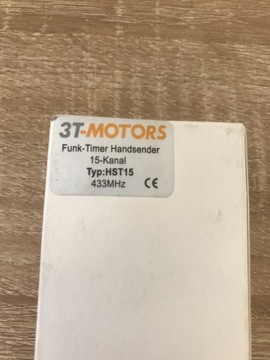 3T-MOTORS
Funk-Timer Handsender
15-Kanal
Typ:HST15
433MHz CE